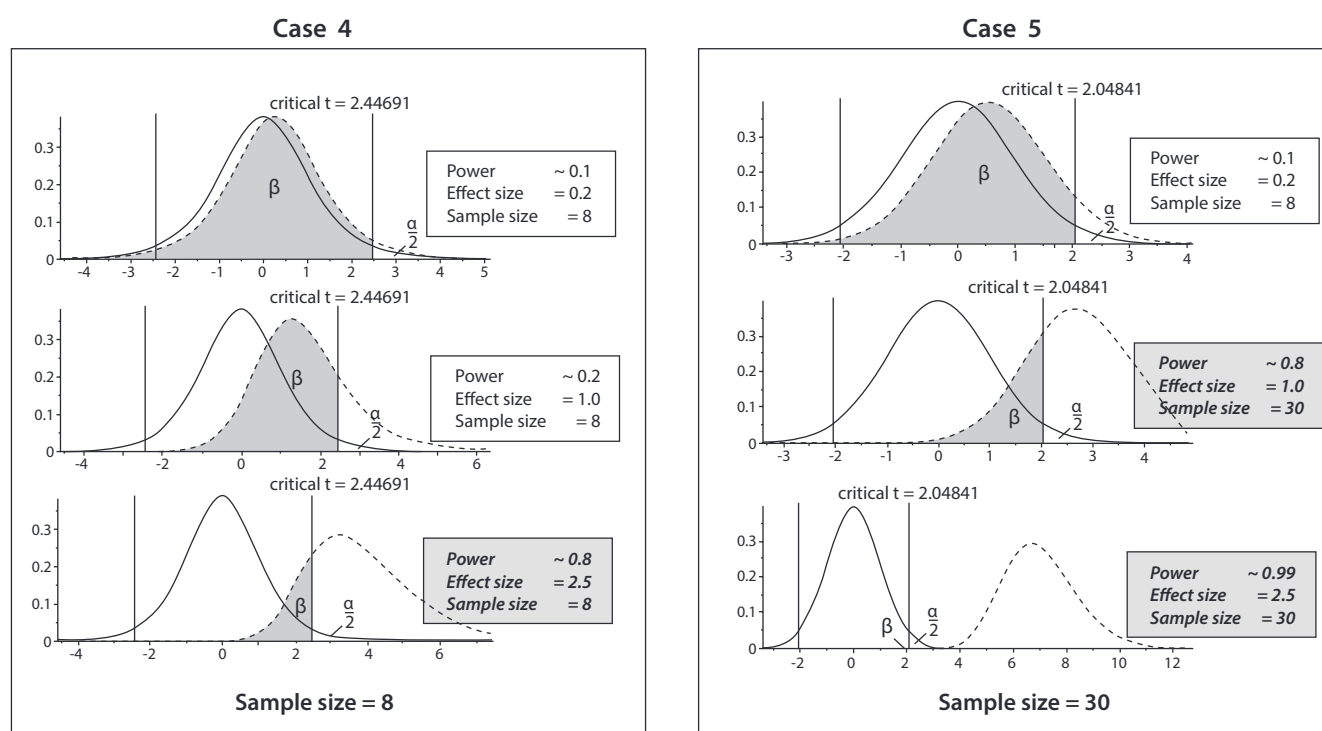 Case 4
critical t = 2.44691
0.3
0.2
0.1
0
β
α
2
-4 -3 -2 -1 0 1 2 3 4 5
Power ~ 0.1
Effect size = 0.2
Sample size = 8
critical t = 2.44691
0.3
0.2
0.1
0
β
α
2
-4 -2 0 2 4 6
Power ~ 0.2
Effect size = 1.0
Sample size = 8
critical t = 2.44691
0.3
0.2
0.1
0
β
α
2
-4 -2 0 2 4 6
Power ~ 0.8
Effect size = 2.5
Sample size = 8
Sample size = 8
Case 5
critical t = 2.04841
0.3
0.2
0.1
0
β
α
2
-3 -2 -1 0 1 2 3 4
Power ~ 0.1
Effect size = 0.2
Sample size = 8
critical t = 2.04841
0.3
0.2
0.1
0
β
α
2
-3 -2 -1 0 1 2 3 4
Power ~ 0.8
Effect size = 1.0
Sample size = 30
critical t = 2.04841
0.3
0.2
0.1
0
β
α
2
-2 0 2 4 6 8 10 12
Power ~ 0.99
Effect size = 2.5
Sample size = 30
Sample size = 30